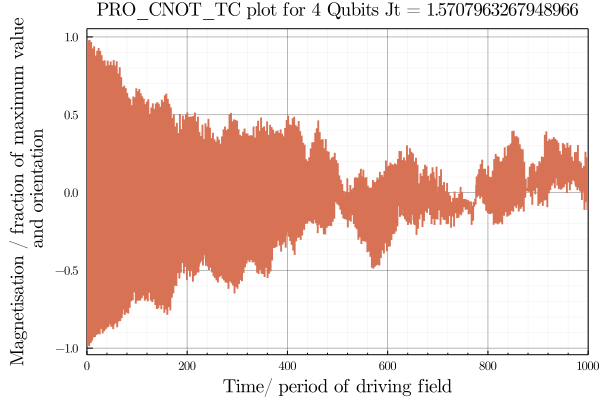 PRO_CNOT_TC plot for 4 Qubits Jt = 1.5707963267948966
Magnetisation / fraction of maximum value
and orientation
1.0
0.5
0.0
−0.5
−1.0
0 200 400 600 800 1000
Time/ period of driving field